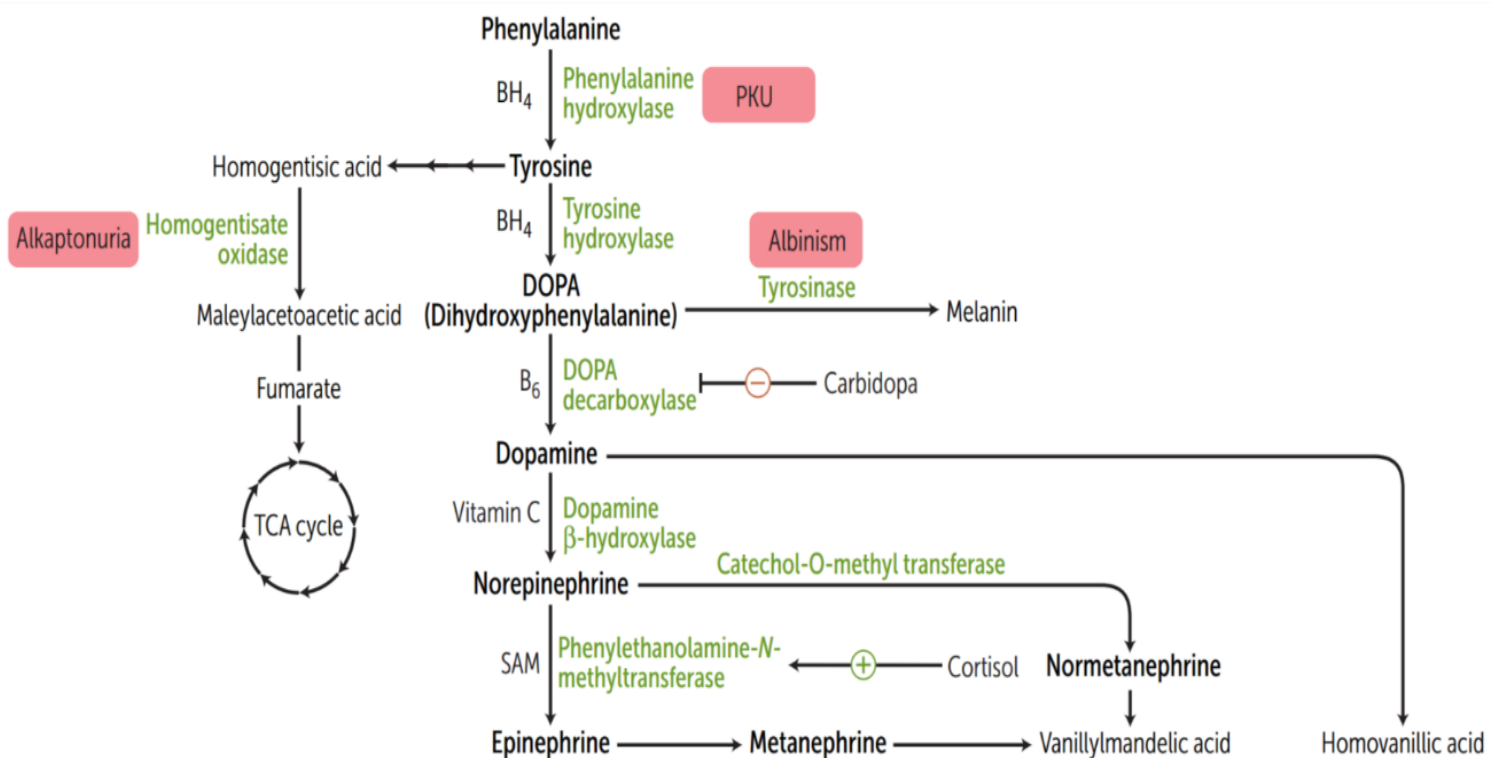 Phenylalanine
BH₄
Phenylalanine
hydroxylase
PKU
Homogentisic acid
Tyrosine
Alkaptonuria
Homogentisate
oxidase
BH₄
Tyrosine
hydroxylase
Albinism
Tyrosinase
Maleylacetoacetic acid
DOPA
(Dihydroxyphenylalanine)
Melanin
Fumarate
B₆
DOPA
decarboxylase
−
Carbidopa
Dopamine
TCA cycle
Vitamin C
Dopamine
β-hydroxylase
Norepinephrine
Catechol-O-methyl transferase
SAM
Phenylethanolamine-N-
methyltransferase
+
Cortisol
Normetanephrine
Epinephrine
Metanephrine
Vanillylmandelic acid
Homovanillic acid